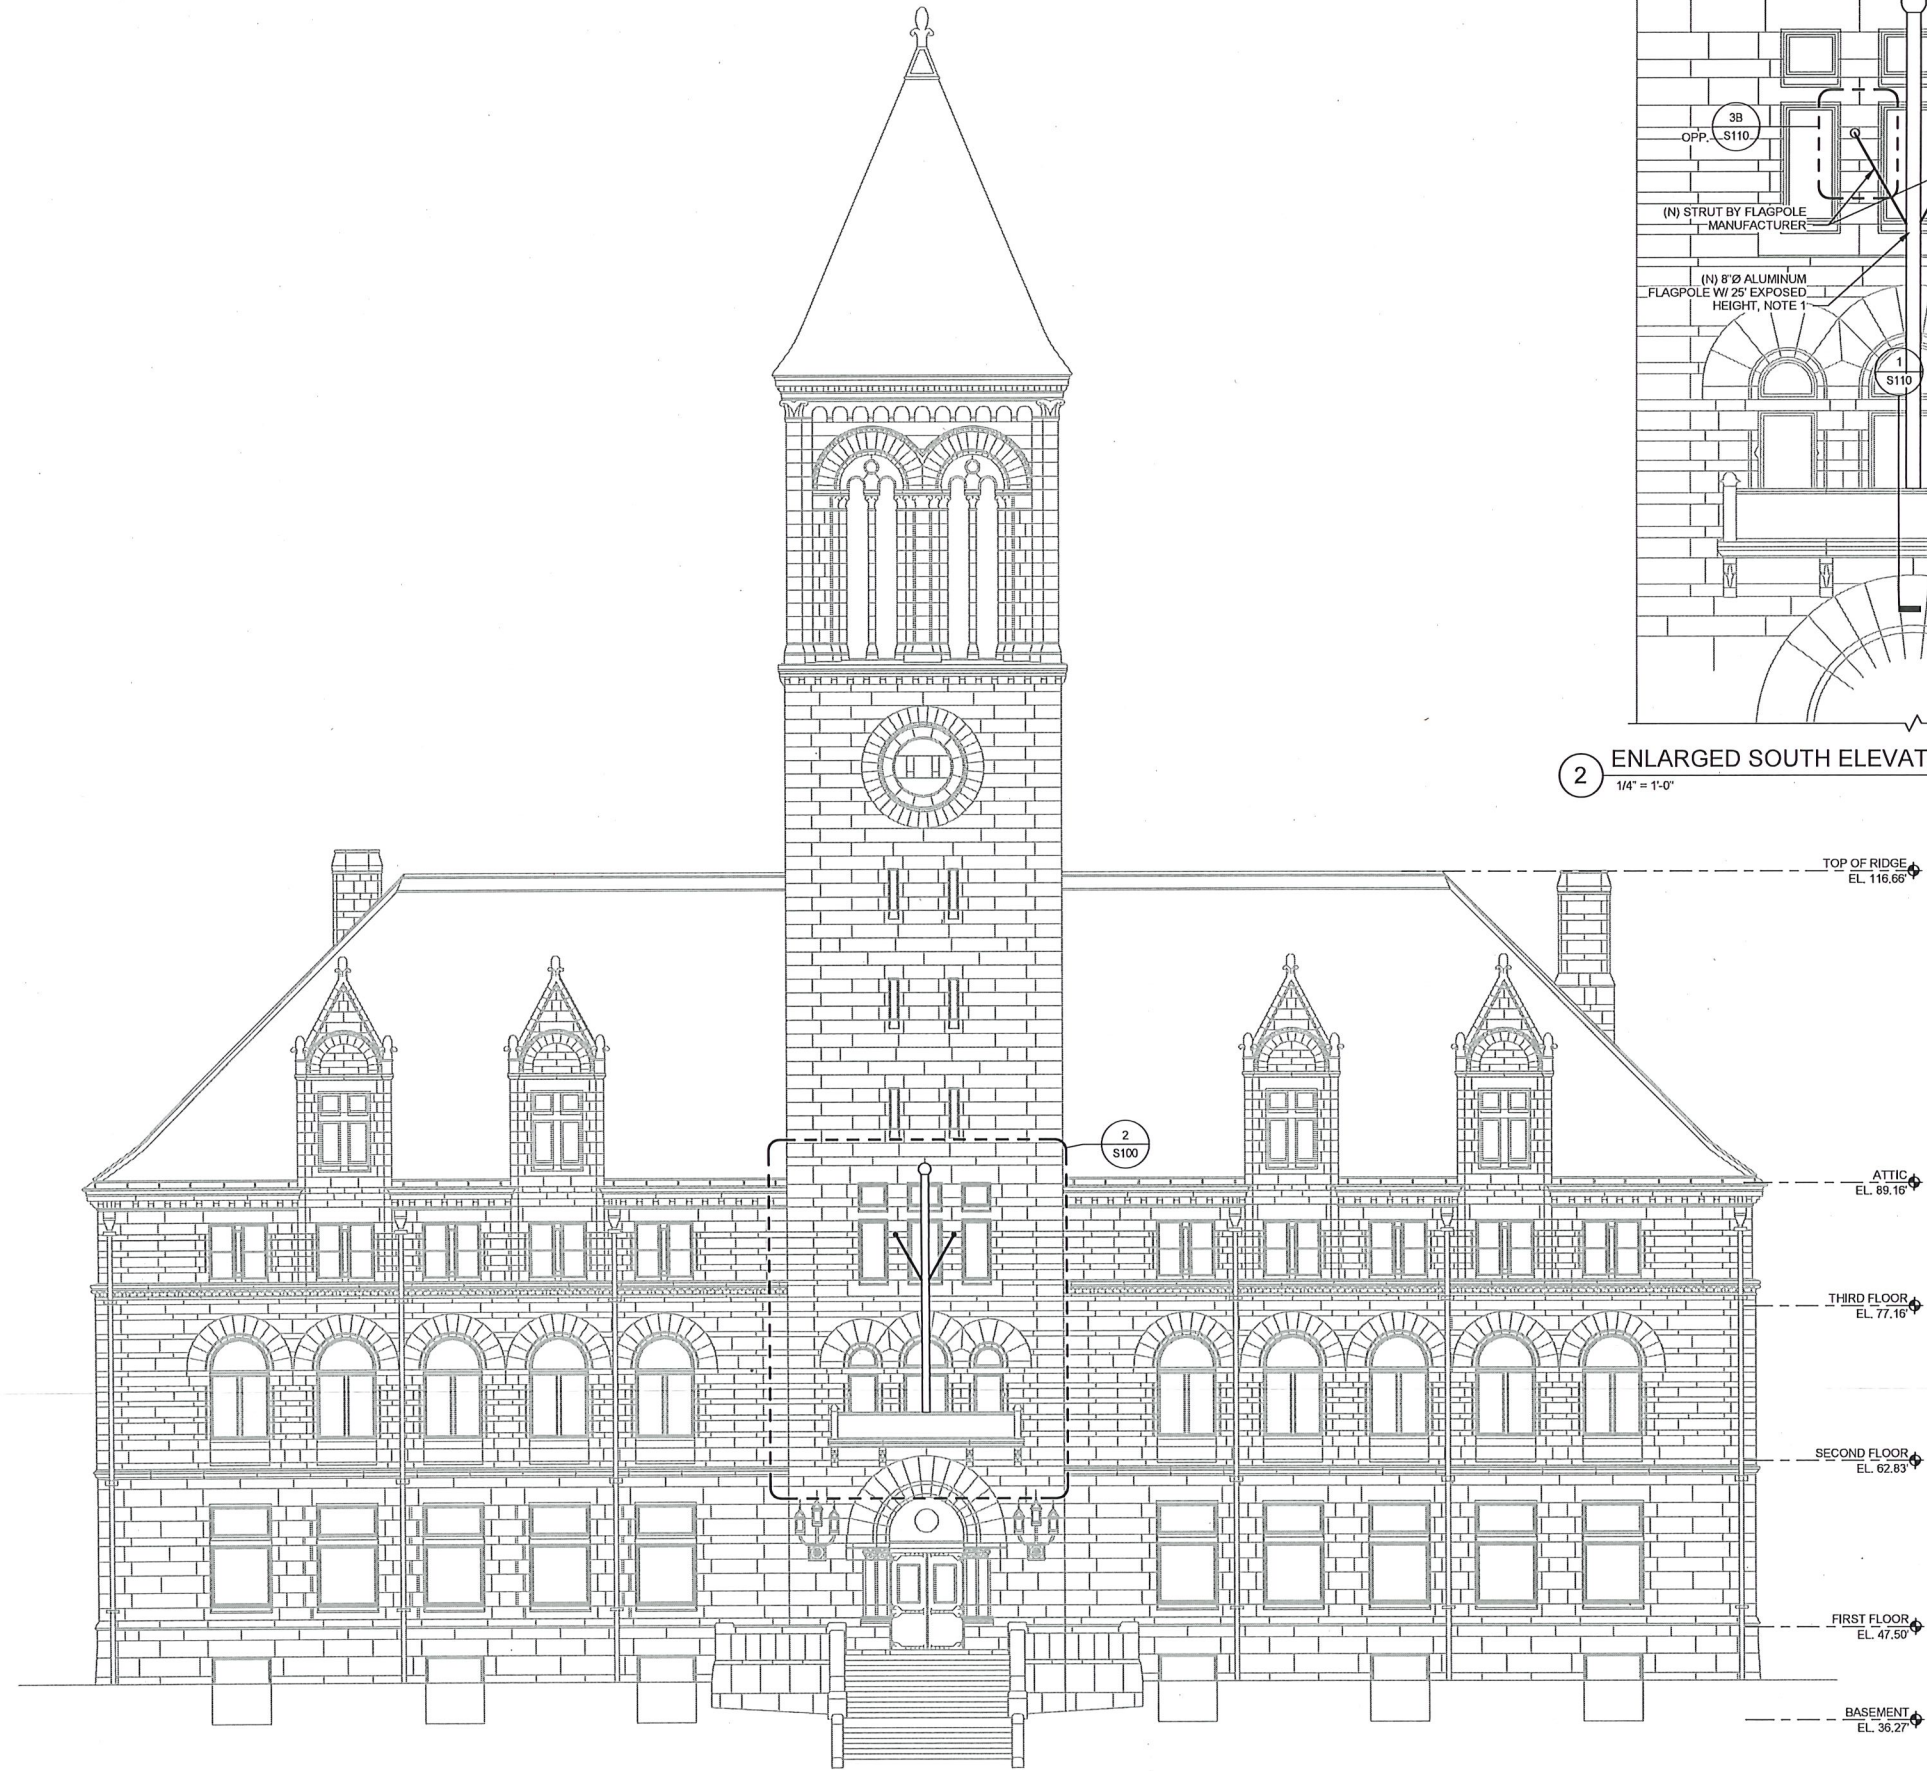 3B
S110
OPP.
(N) STRUT BY FLAGPOLE
MANUFACTURER
(N) 8"Ø ALUMINUM
FLAGPOLE W/ 25' EXPOSED
HEIGHT, NOTE 1
1
S110
2
ENLARGED SOUTH ELEVAT
1/4" = 1'-0"
TOP OF RIDGE
EL. 116.66'
2
S100
ATTIC
EL. 89.16'
THIRD FLOOR
EL. 77.16'
SECOND FLOOR
EL. 62.83'
FIRST FLOOR
EL. 47.50'
BASEMENT
EL. 36.27'